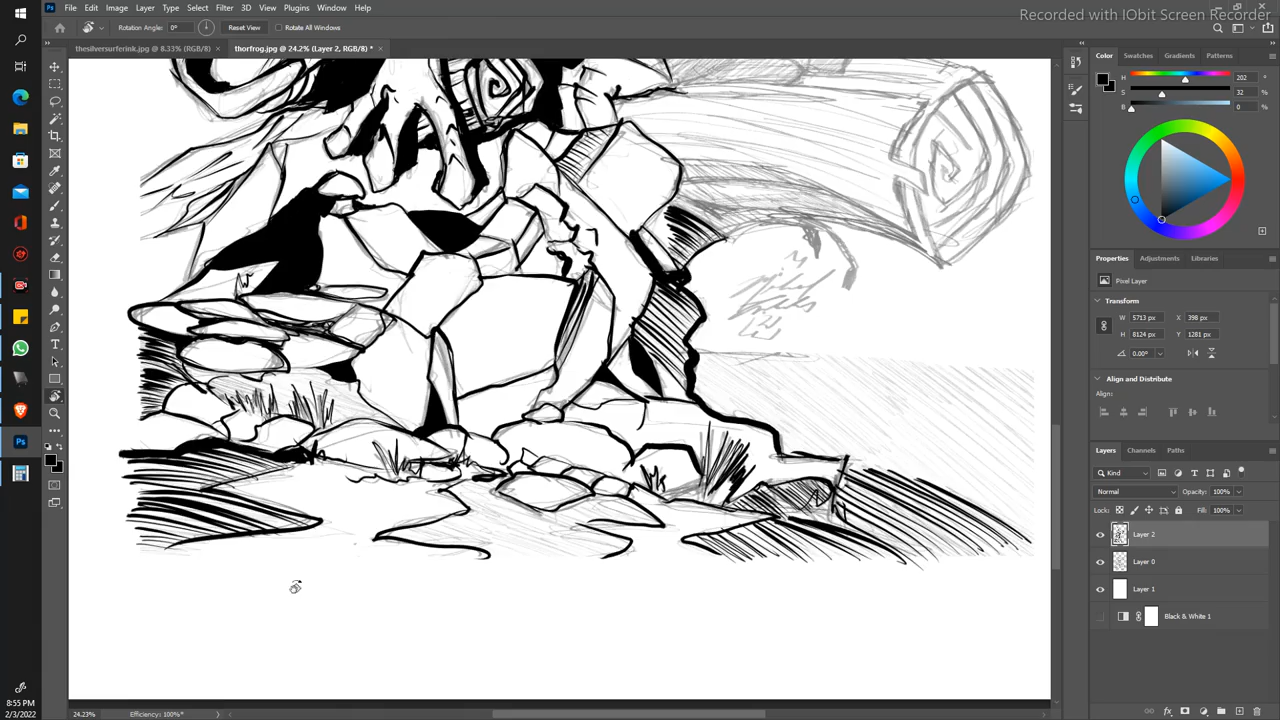 File Edit Image Layer Type Select Filter 3D View Plugins Window Help
Recorded with IObit Screen Recorder
Rotation Angle: 0° Reset View Rotate All Windows
thesilversurferink.jpg @ 8.33% (RGB/8) × thorfrog.jpg @ 24.2% (Layer 2, RGB/8) * ×
Color Swatches Gradients Patterns
H 202 °
S 32 %
B 0 %
Properties Adjustments Libraries
Pixel Layer
Transform
W 5713 px X 398 px
H 8124 px Y 1281 px
0.00°
Align and Distribute
Align:
Layers Channels Paths
Kind
Normal Opacity: 100%
Lock: Fill: 100%
Layer 2
Layer 0
Layer 1
Black & White 1
24.23% Efficiency: 100%*
8:55 PM
2/3/2022